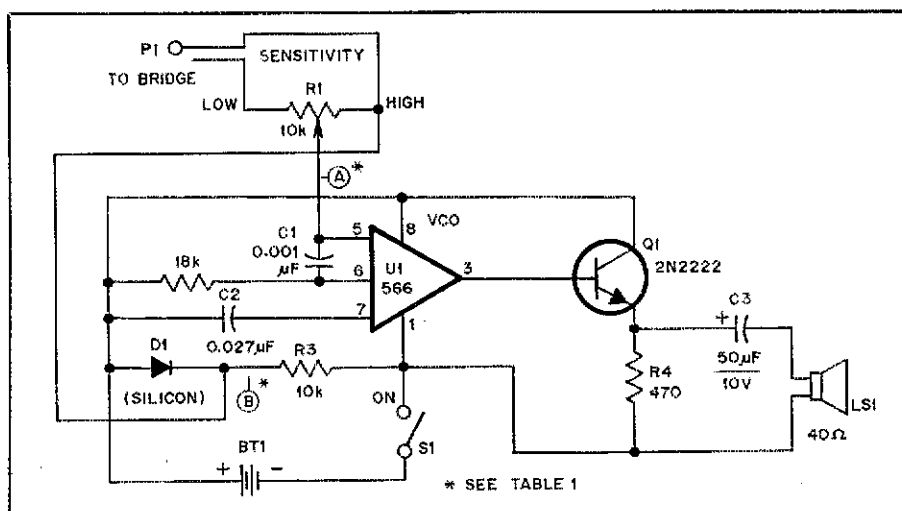 P1
SENSITIVITY
TO BRIDGE
R1
LOW
HIGH
10k
A *
VCO
C1
5
8
Q1
0.001
μF
U1
3
2N2222
18k
6
566
C2
7
C3
+
0.027μF
1
D1
R3
50μF
10V
R4
470
(SILICON)
B *
10k
ON
LS1
40Ω
BT1
S1
+ -
* SEE TABLE 1